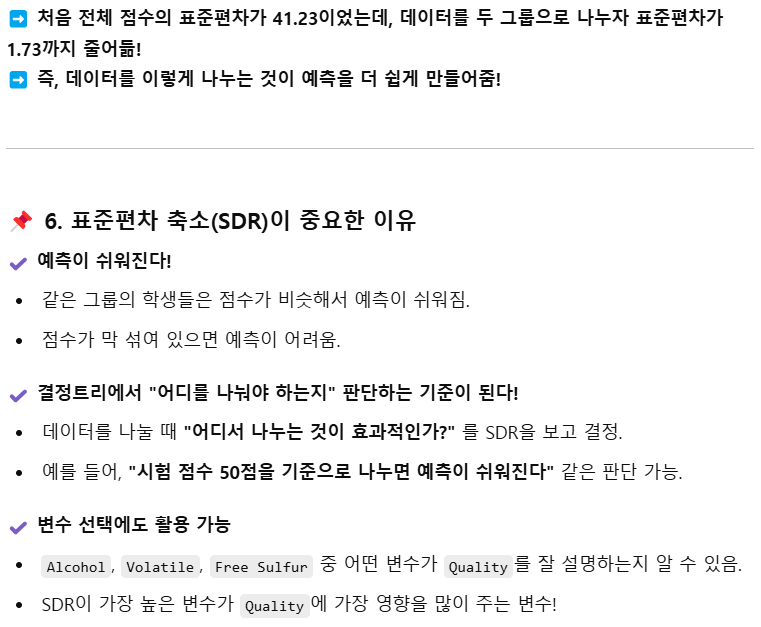 ➡️ 처음 전체 점수의 표준편차가 41.23이었는데, 데이터를 두 그룹으로 나누자 표준편차가
1.73까지 줄어듦!
➡️ 즉, 데이터를 이렇게 나누는 것이 예측을 더 쉽게 만들어줌!
📌 6. 표준편차 축소(SDR)이 중요한 이유
✔ 예측이 쉬워진다!
• 같은 그룹의 학생들은 점수가 비슷해서 예측이 쉬워짐.
• 점수가 막 섞여 있으면 예측이 어려움.
✔ 결정트리에서 "어디를 나눠야 하는지" 판단하는 기준이 된다!
• 데이터를 나눌 때 "어디서 나누는 것이 효과적인가?" 를 SDR을 보고 결정.
• 예를 들어, "시험 점수 50점을 기준으로 나누면 예측이 쉬워진다" 같은 판단 가능.
✔ 변수 선택에도 활용 가능
• Alcohol, Volatile, Free Sulfur 중 어떤 변수가 Quality를 잘 설명하는지 알 수 있음.
• SDR이 가장 높은 변수가 Quality에 가장 영향을 많이 주는 변수!